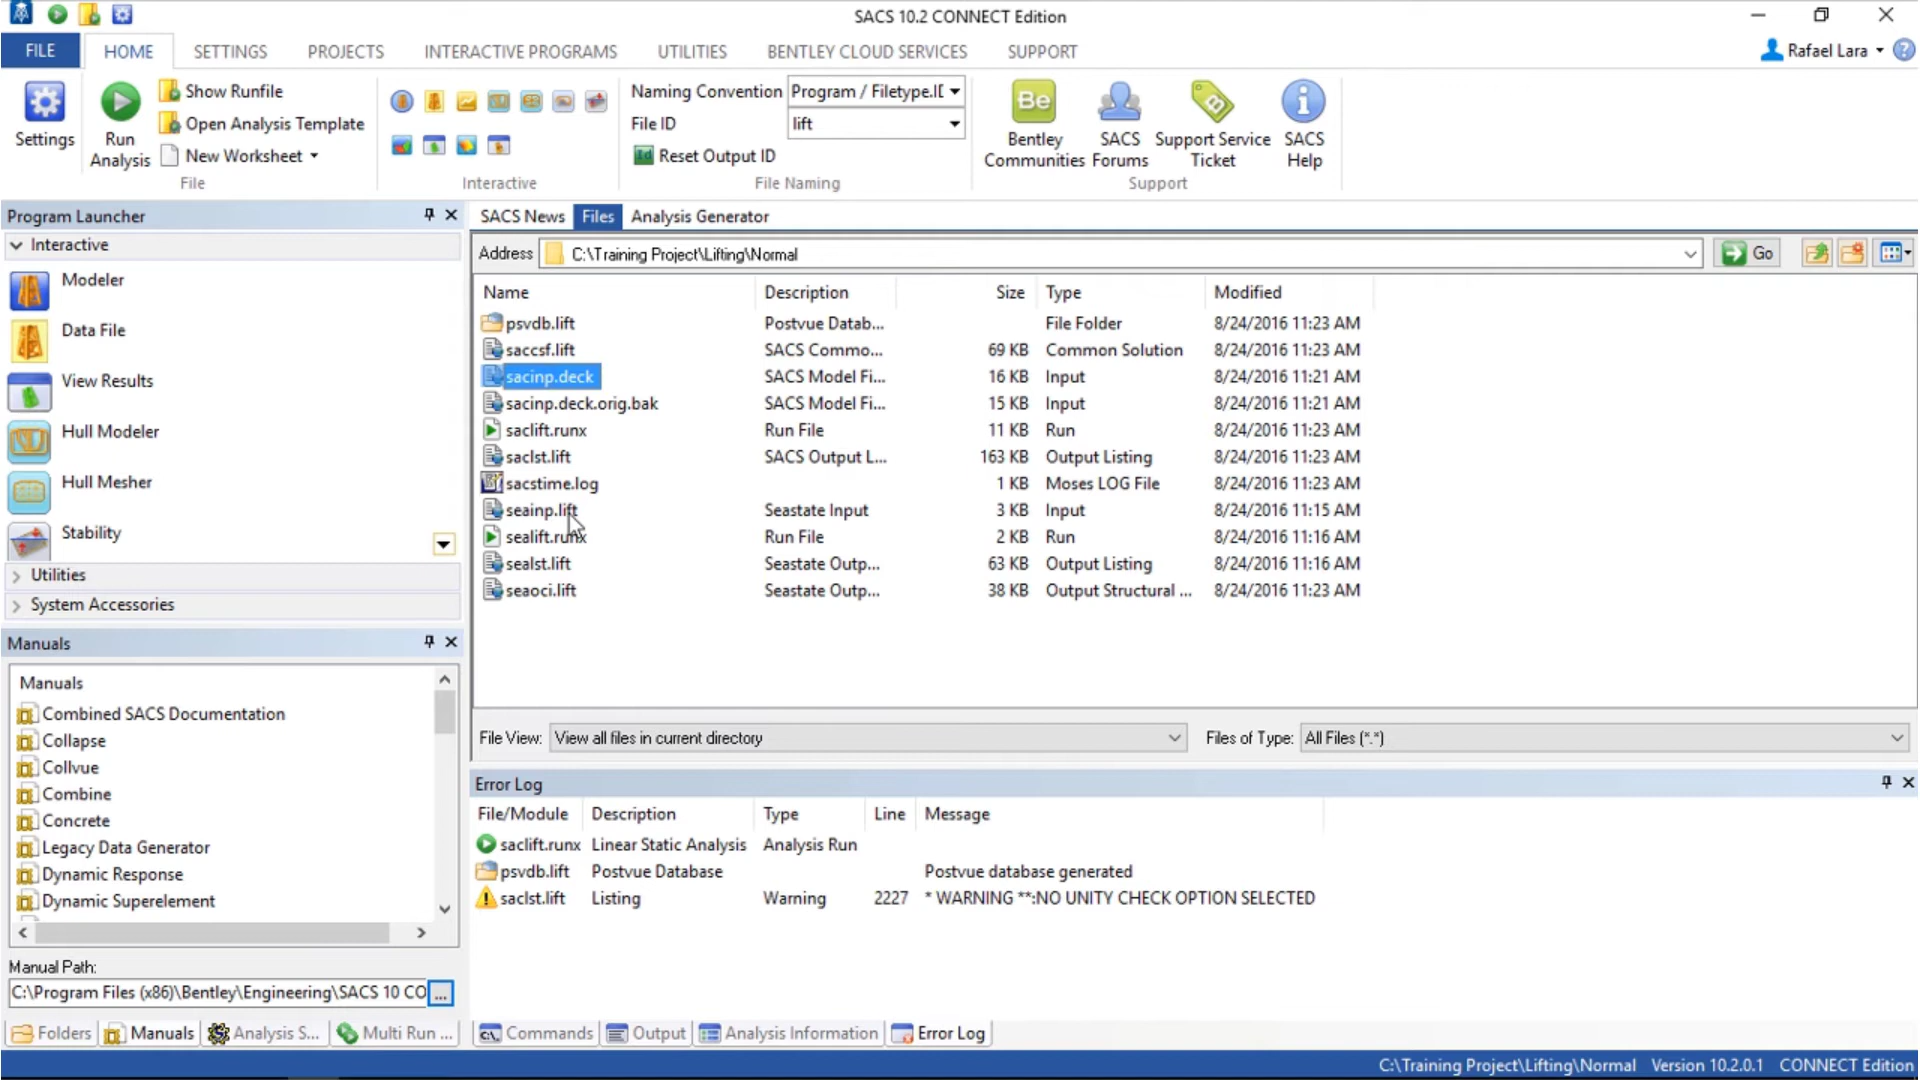 SACS 10.2 CONNECT Edition
FILE HOME SETTINGS PROJECTS INTERACTIVE PROGRAMS UTILITIES BENTLEY CLOUD SERVICES SUPPORT Rafael Lara
Settings
Run Analysis
Show Runfile
Open Analysis Template
New Worksheet
File
Interactive
Naming Convention Program / Filetype.ID
File ID lift
Id Reset Output ID
File Naming
Be
Bentley Communities
SACS Forums
Support Service Ticket
SACS Help
Support
Program Launcher
Interactive
Modeler
Data File
View Results
Hull Modeler
Hull Mesher
Stability
Utilities
System Accessories
Manuals
Manuals
Combined SACS Documentation
Collapse
Collvue
Combine
Concrete
Legacy Data Generator
Dynamic Response
Dynamic Superelement
Manual Path:
C:\Program Files (x86)\Bentley\Engineering\SACS 10 CO ...
Folders Manuals Analysis S... Multi Run ...
SACS News Files Analysis Generator
Address C:\Training Project\Lifting\Normal Go
Name Description Size Type Modified
psvdb.lift Postvue Datab... File Folder 8/24/2016 11:23 AM
saccsf.lift SACS Commo... 69 KB Common Solution 8/24/2016 11:23 AM
sacinp.deck SACS Model Fi... 16 KB Input 8/24/2016 11:21 AM
sacinp.deck.orig.bak SACS Model Fi... 15 KB Input 8/24/2016 11:21 AM
saclift.runx Run File 11 KB Run 8/24/2016 11:23 AM
saclst.lift SACS Output L... 163 KB Output Listing 8/24/2016 11:23 AM
sacstime.log 1 KB Moses LOG File 8/24/2016 11:23 AM
seainp.lift Seastate Input 3 KB Input 8/24/2016 11:15 AM
sealift.runx Run File 2 KB Run 8/24/2016 11:16 AM
sealst.lift Seastate Outp... 63 KB Output Listing 8/24/2016 11:16 AM
seaoci.lift Seastate Outp... 38 KB Output Structural ... 8/24/2016 11:23 AM
File View: View all files in current directory Files of Type: All Files (*.*)
Error Log
File/Module Description Type Line Message
saclift.runx Linear Static Analysis Analysis Run
psvdb.lift Postvue Database Postvue database generated
saclst.lift Listing Warning 2227 * WARNING **:NO UNITY CHECK OPTION SELECTED
Commands Output Analysis Information Error Log
C:\Training Project\Lifting\Normal Version 10.2.0.1 CONNECT Edition